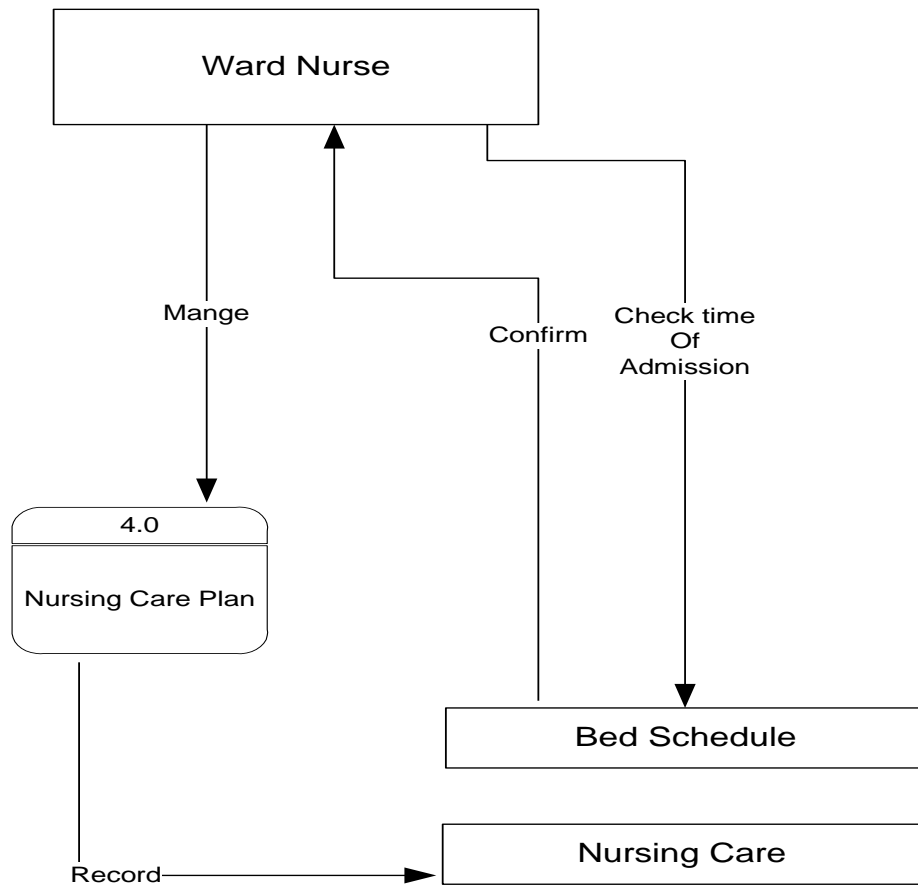 Ward Nurse
Mange
Confirm
Check time
Of
Admission
4.0
Nursing Care Plan
Bed Schedule
Nursing Care
Record